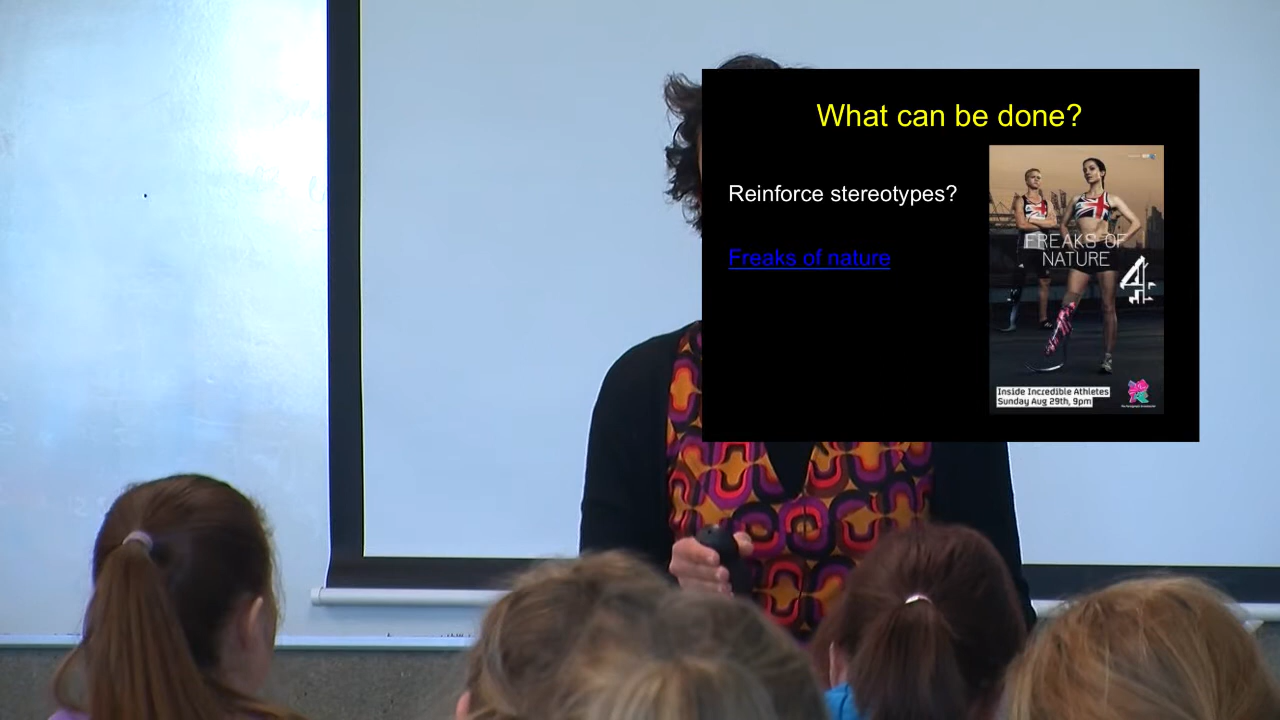 What can be done?
Reinforce stereotypes?
Freaks of nature
FREAKS OF
NATURE
4
Inside Incredible Athletes
Sunday Aug 29th, 9pm